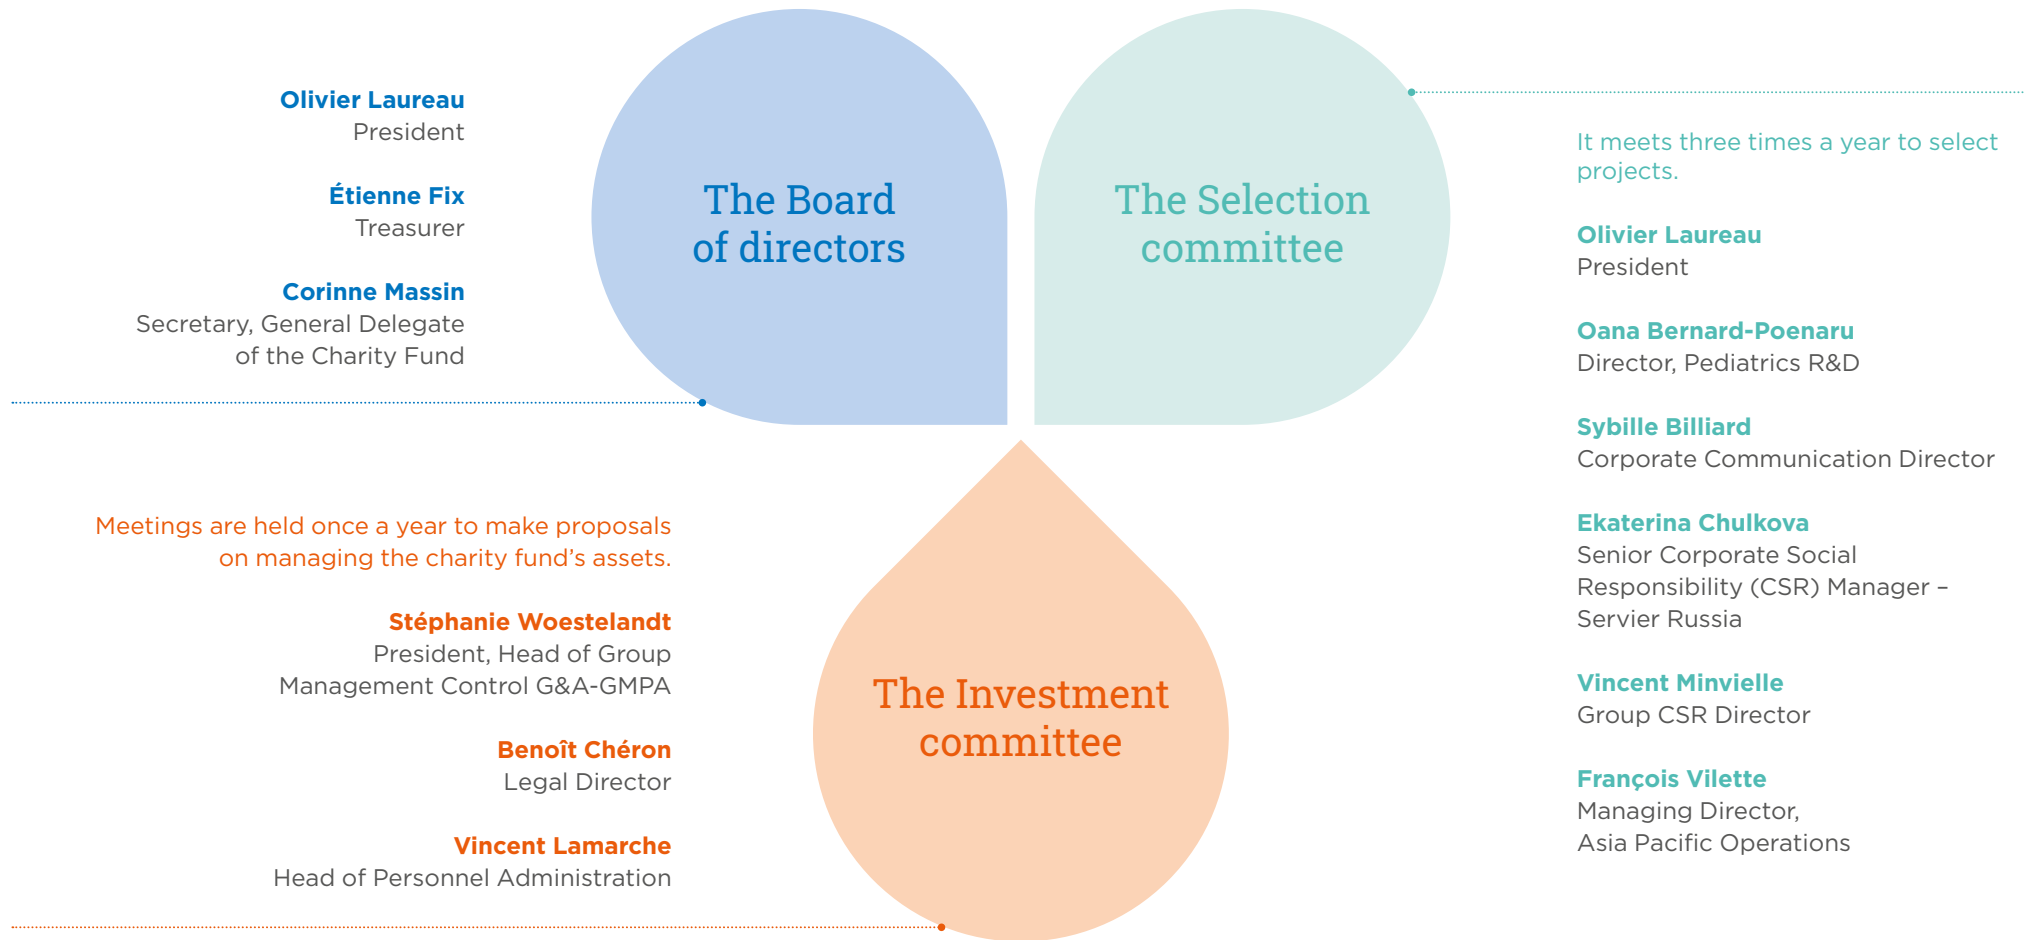 Olivier Laureau
President
Étienne Fix
Treasurer
Corinne Massin
Secretary, General Delegate
of the Charity Fund
The Board
of directors
The Selection
committee
It meets three times a year to select
projects.
Olivier Laureau
President
Oana Bernard-Poenaru
Director, Pediatrics R&D
Sybille Billiard
Corporate Communication Director
Ekaterina Chulkova
Senior Corporate Social
Responsibility (CSR) Manager –
Servier Russia
Vincent Minvielle
Group CSR Director
François Vilette
Managing Director,
Asia Pacific Operations
Meetings are held once a year to make proposals
on managing the charity fund’s assets.
Stéphanie Woestelandt
President, Head of Group
Management Control G&A-GMPA
Benoît Chéron
Legal Director
Vincent Lamarche
Head of Personnel Administration
The Investment
committee